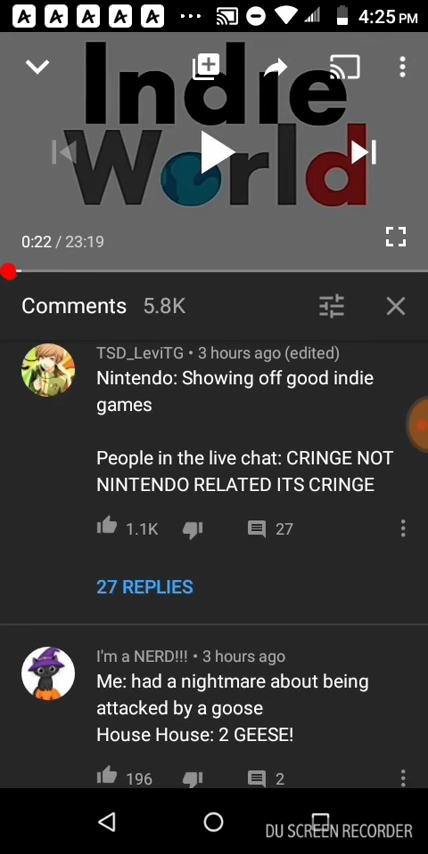 4:25 PM
Indie
World
0:22 / 23:19
Comments 5.8K
TSD_LeviTG • 3 hours ago (edited)
Nintendo: Showing off good indie
games
People in the live chat: CRINGE NOT
NINTENDO RELATED ITS CRINGE
1.1K 27
27 REPLIES
I'm a NERD!!! • 3 hours ago
Me: had a nightmare about being
attacked by a goose
House House: 2 GEESE!
196 2
DU SCREEN RECORDER